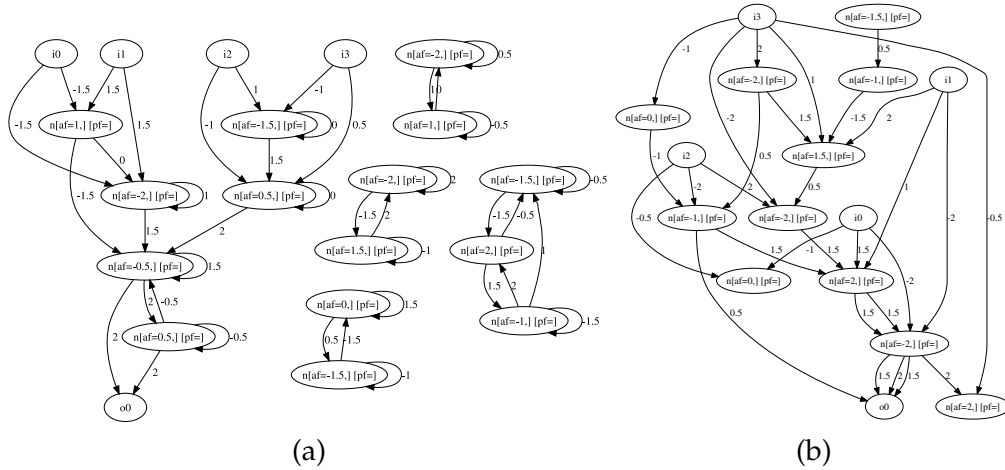 i0
i1
i2
i3
n[af=-2,] [pf=]
0.5
-1.5
1.5
1
-1
10
n[af=1,] [pf=]
n[af=-1.5,] [pf=]
0
n[af=1,] [pf=]
-0.5
-1.5
1.5
-1
0.5
0
1.5
n[af=-2,] [pf=]
2
n[af=-1.5,] [pf=]
-0.5
n[af=-2,] [pf=]
1
n[af=0.5,] [pf=]
0
-1.5
-1.5
2
-1.5
-0.5
1.5
2
n[af=1.5,] [pf=]
-1
n[af=2,] [pf=]
1
n[af=-0.5,] [pf=]
1.5
1.5
2
2
-0.5
n[af=0,] [pf=]
1.5
n[af=-1,] [pf=]
-1.5
2
n[af=0.5,] [pf=]
-0.5
0.5
-1.5
2
n[af=-1.5,] [pf=]
-1
o0
(a)
i3
n[af=-1.5,] [pf=]
-1
2
0.5
n[af=-2,] [pf=]
1
n[af=-1,] [pf=]
i1
n[af=0,] [pf=]
-2
1.5
-1.5
2
i2
n[af=1.5,] [pf=]
-1
0.5
-2
2
0.5
1
-0.5
n[af=-1,] [pf=]
n[af=-2,] [pf=]
i0
-2
-0.5
1.5
1.5
-1
1.5
n[af=0,] [pf=]
n[af=2,] [pf=]
-2
0.5
1.5
1.5
n[af=-2,] [pf=]
1.5
2
1.5
2
o0
n[af=2,] [pf=]
(b)